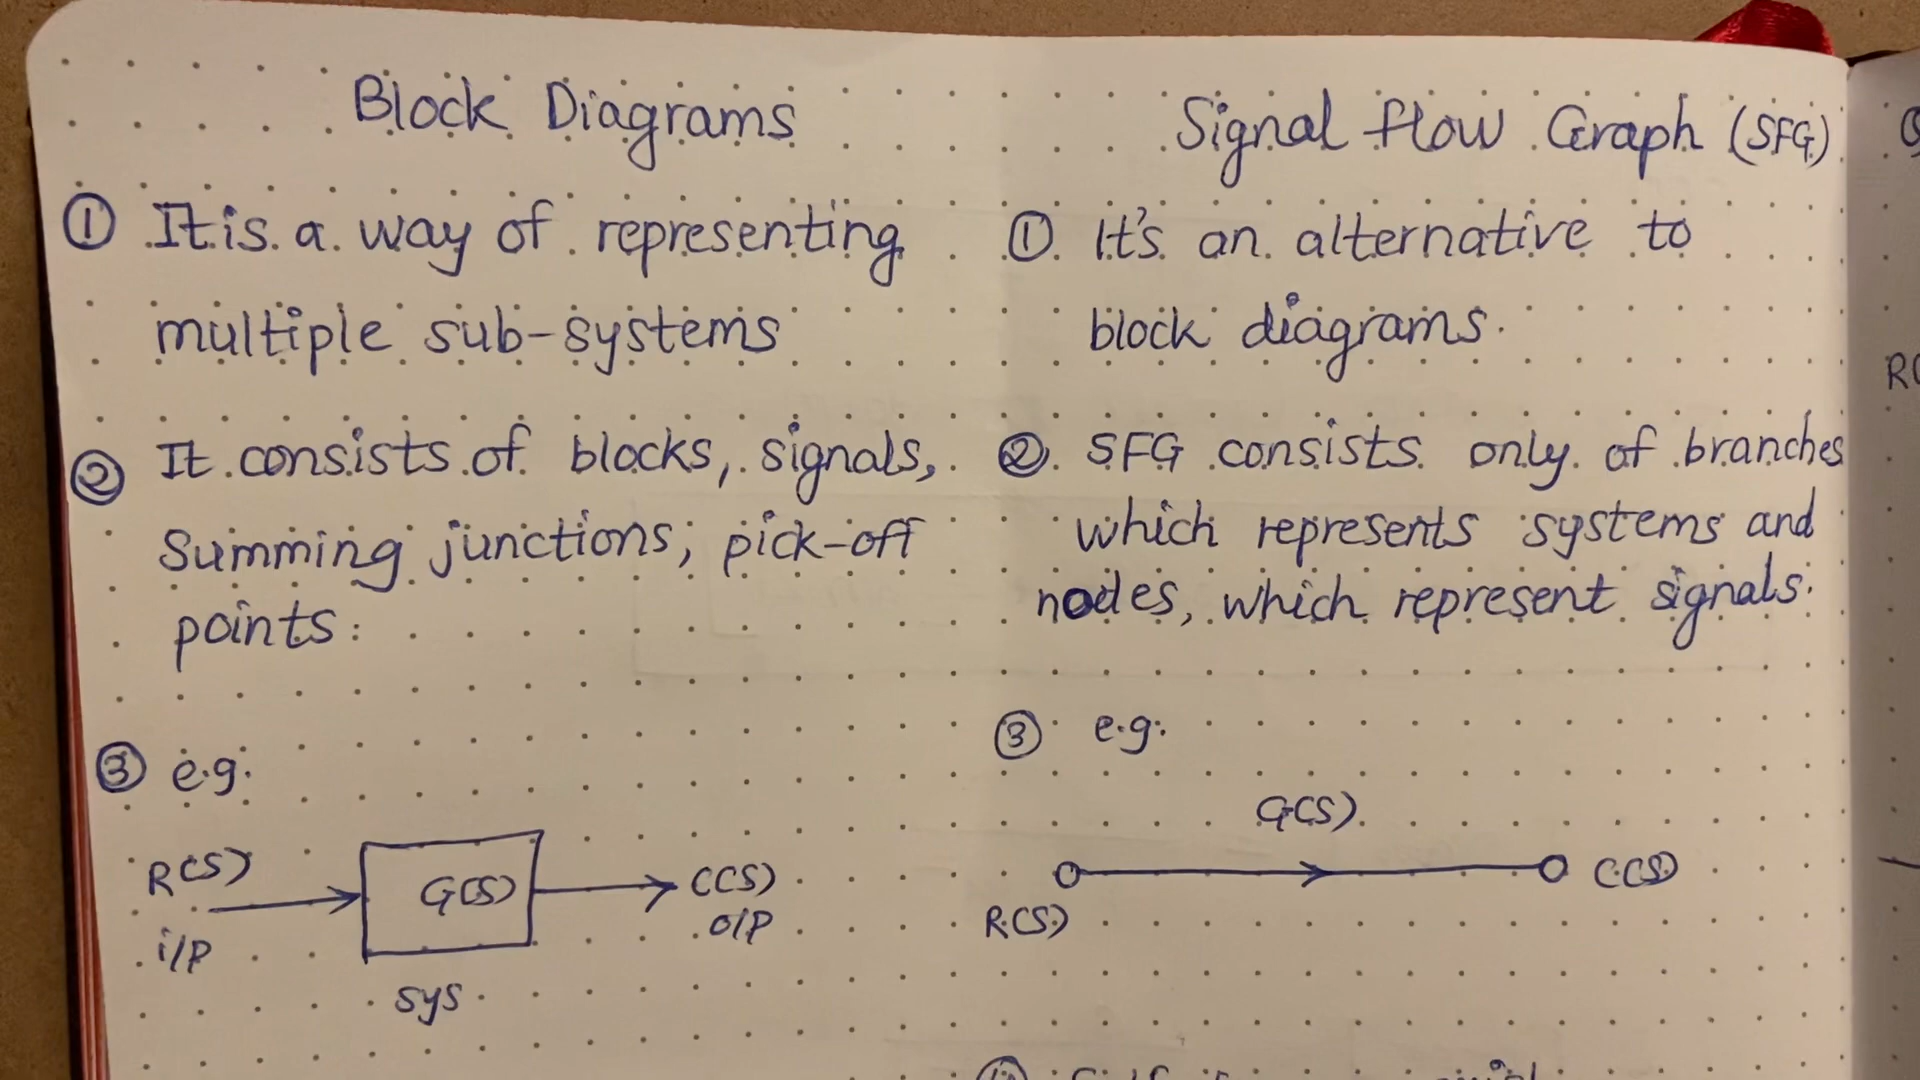 Block Diagrams
① It is a way of representing
multiple sub-systems
② It consists of blocks, signals,
Summing junctions, pick-off
points.
③ e.g.
R(S)
i/P
G(S)
sys.
C(S)
o/P
Signal flow Graph (SFG)
① It's an alternative to
block diagrams.
② SFG consists only of branches
which represents systems and
nodes, which represent signals.
③ e.g.
G(S)
R(S)
C(S)